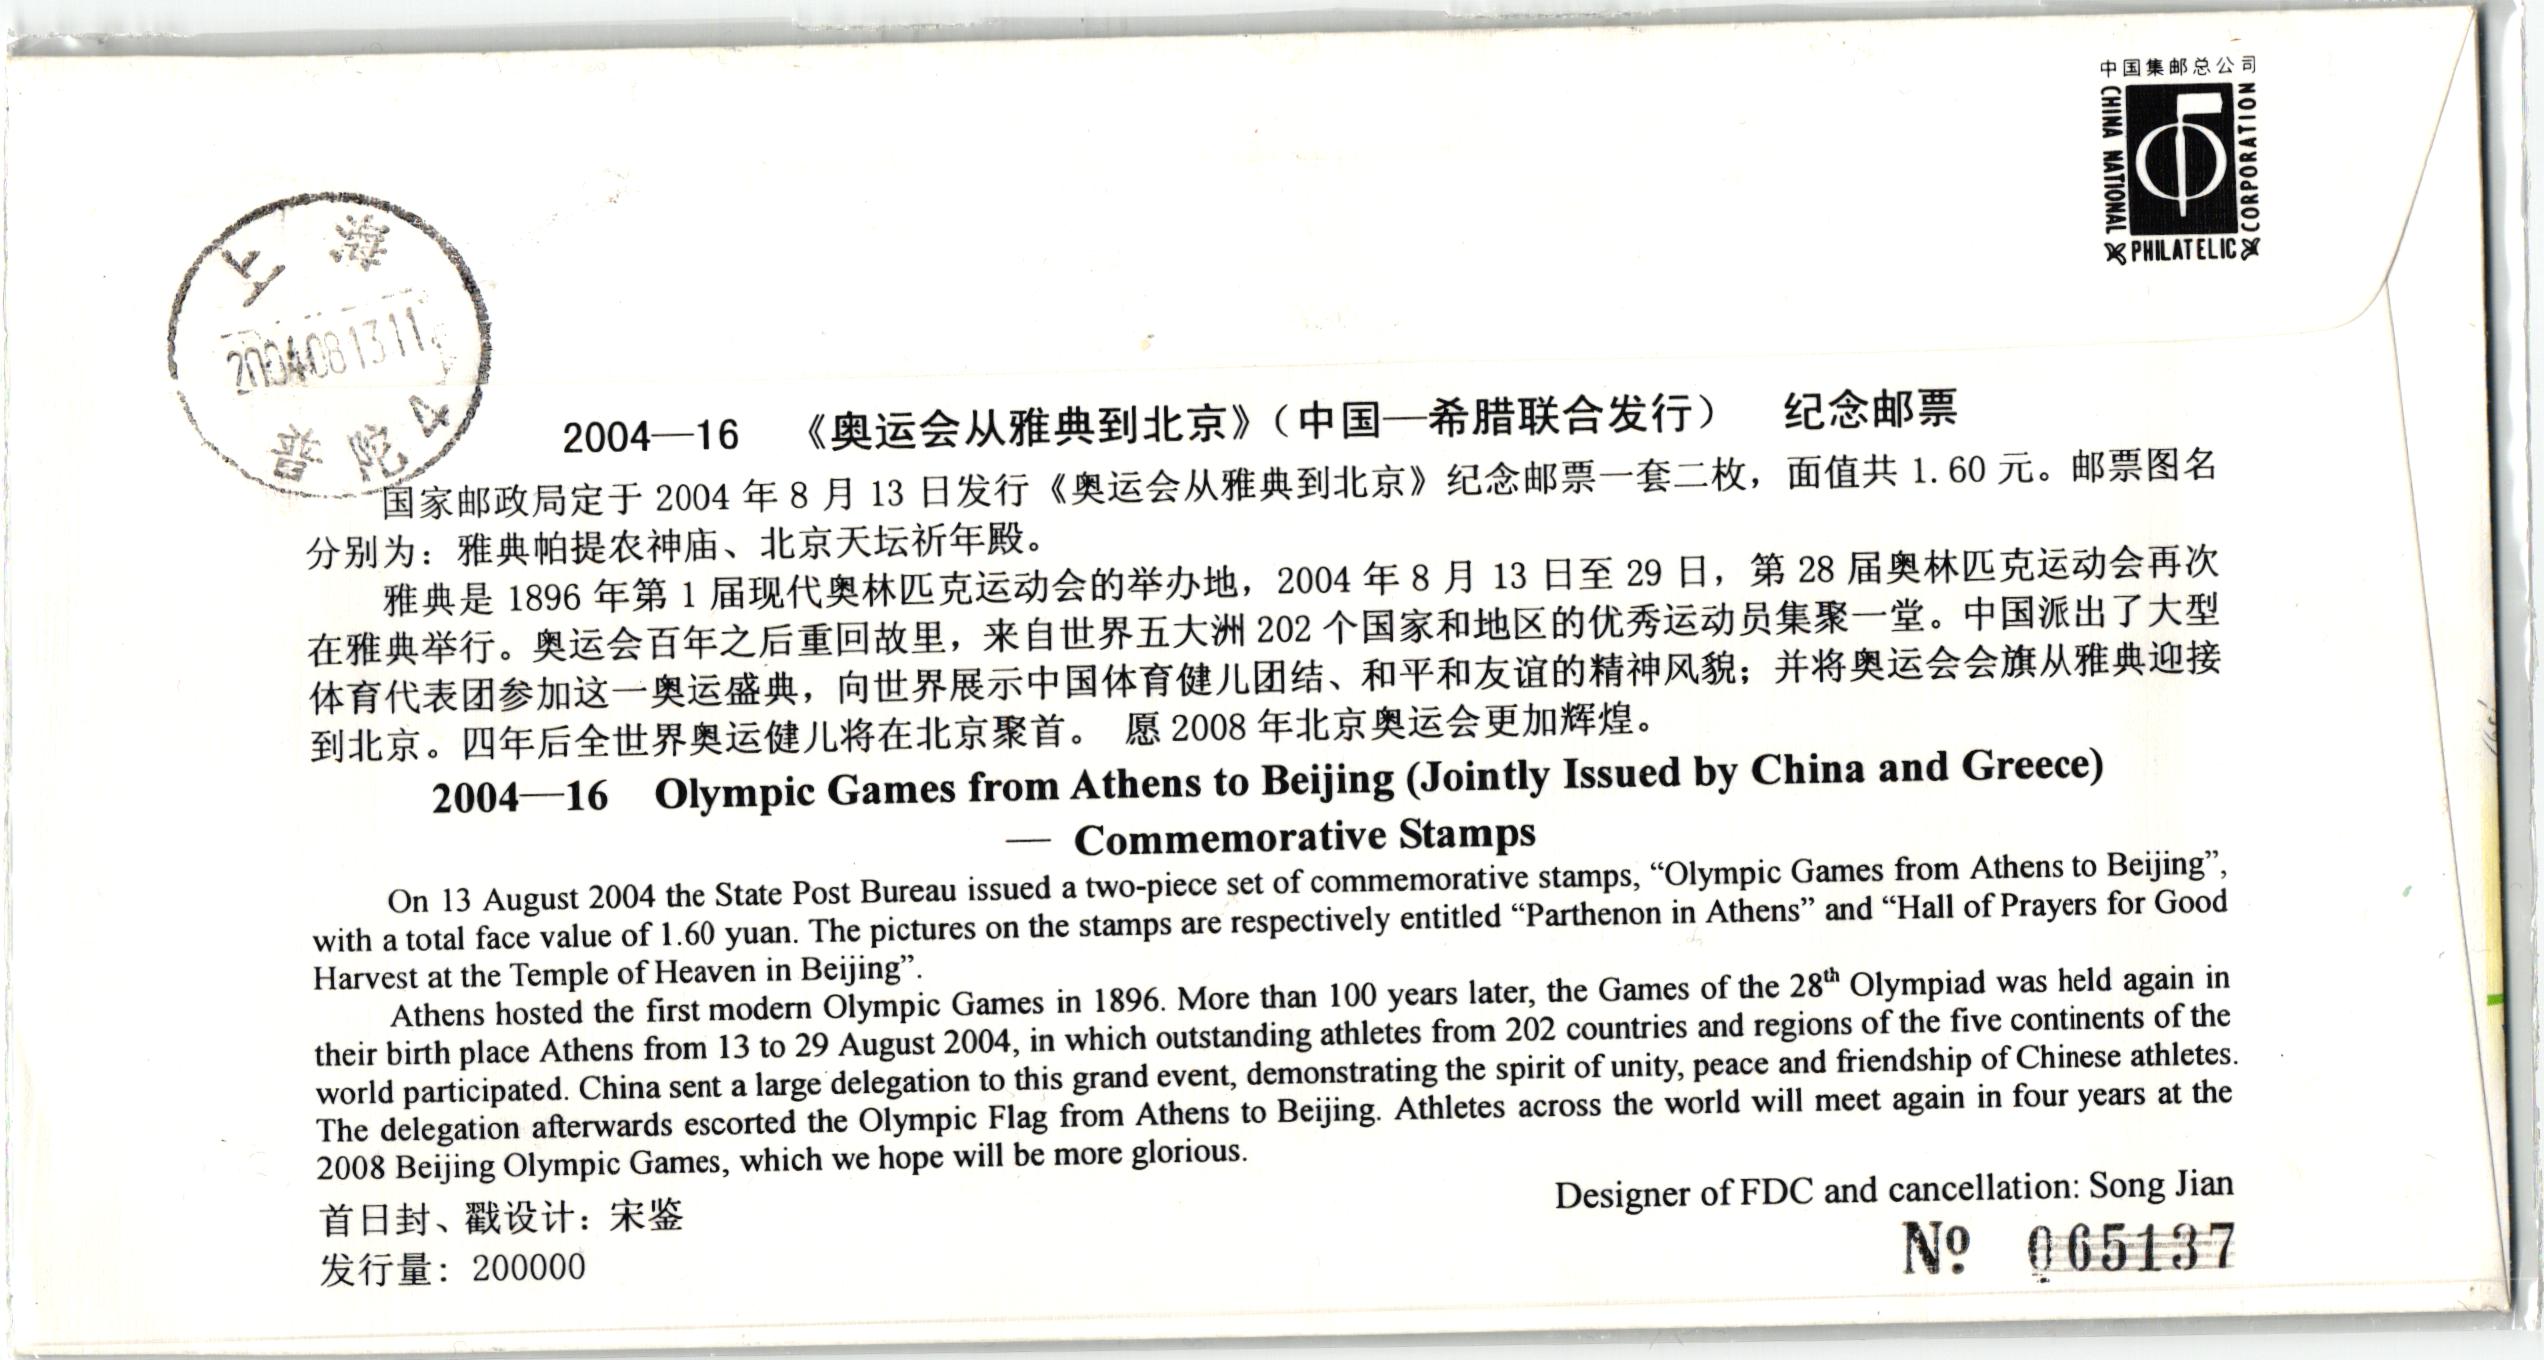 中国集邮总公司
CHINA NATIONAL
PHILATELIC
CORPORATION
2004081311
2004—16 《奥运会从雅典到北京》(中国—希腊联合发行) 纪念邮票
国家邮政局定于 2004 年 8 月 13 日发行《奥运会从雅典到北京》纪念邮票一套二枚，面值共 1.60 元。邮票图名
分别为：雅典帕提农神庙、北京天坛祈年殿。
雅典是 1896 年第 1 届现代奥林匹克运动会的举办地，2004 年 8 月 13 日至 29 日，第 28 届奥林匹克运动会再次
在雅典举行。奥运会百年之后重回故里，来自世界五大洲 202 个国家和地区的优秀运动员集聚一堂。中国派出了大型
体育代表团参加这一奥运盛典，向世界展示中国体育健儿团结、和平和友谊的精神风貌；并将奥运会会旗从雅典迎接
到北京。四年后全世界奥运健儿将在北京聚首。 愿 2008 年北京奥运会更加辉煌。
2004—16 Olympic Games from Athens to Beijing (Jointly Issued by China and Greece)
— Commemorative Stamps
On 13 August 2004 the State Post Bureau issued a two-piece set of commemorative stamps, “Olympic Games from Athens to Beijing”,
with a total face value of 1.60 yuan. The pictures on the stamps are respectively entitled “Parthenon in Athens” and “Hall of Prayers for Good
Harvest at the Temple of Heaven in Beijing”.
Athens hosted the first modern Olympic Games in 1896. More than 100 years later, the Games of the 28th Olympiad was held again in
their birth place Athens from 13 to 29 August 2004, in which outstanding athletes from 202 countries and regions of the five continents of the
world participated. China sent a large delegation to this grand event, demonstrating the spirit of unity, peace and friendship of Chinese athletes.
The delegation afterwards escorted the Olympic Flag from Athens to Beijing. Athletes across the world will meet again in four years at the
2008 Beijing Olympic Games, which we hope will be more glorious.
首日封、戳设计：宋鉴
Designer of FDC and cancellation: Song Jian
发行量：200000
Nº 065137